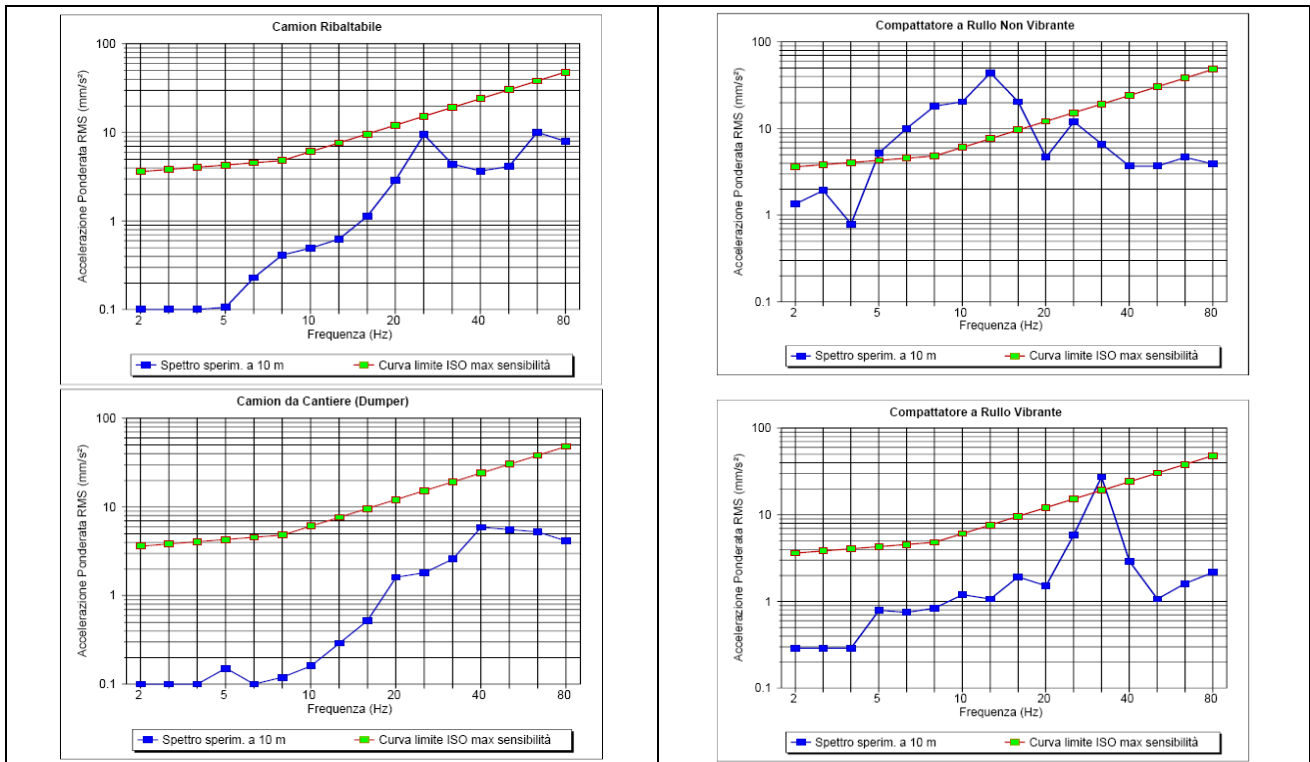 Camion Ribaltabile
Accelerazione Ponderata RMS (mm/s²)
100
10
1
0.1
2 5 10 20 40 80
Frequenza (Hz)
Spettro sperim. a 10 m Curva limite ISO max sensibilità
Camion da Cantiere (Dumper)
Accelerazione Ponderata RMS (mm/s²)
100
10
1
0.1
2 5 10 20 40 80
Frequenza (Hz)
Spettro sperim. a 10 m Curva limite ISO max sensibilità
Compattatore a Rullo Non Vibrante
Accelerazione Ponderata RMS (mm/s²)
100
10
1
0.1
2 5 10 20 40 80
Frequenza (Hz)
Spettro sperim. a 10 m Curva limite ISO max sensibilità
Compattatore a Rullo Vibrante
Accelerazione Ponderata RMS (mm/s²)
100
10
1
0.1
2 5 10 20 40 80
Frequenza (Hz)
Spettro sperim. a 10 m Curva limite ISO max sensibilità